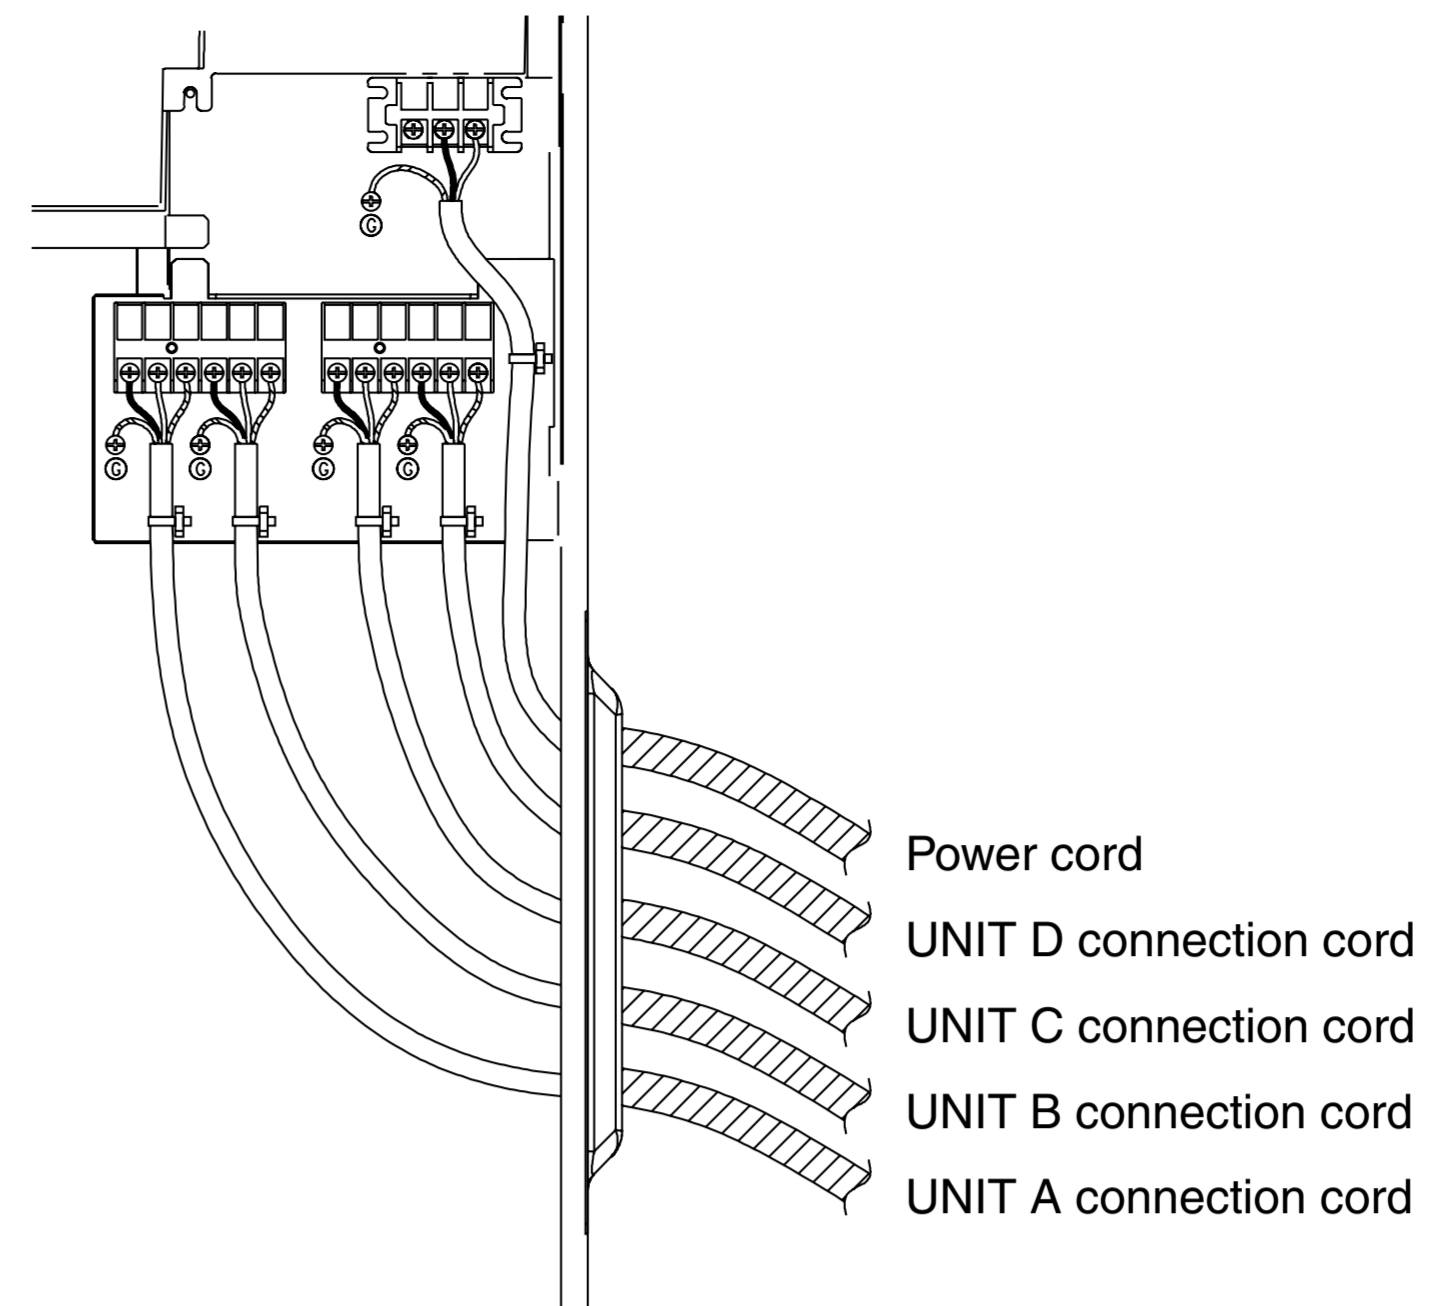 G
G
G
G
G
Power cord
UNIT D connection cord
UNIT C connection cord
UNIT B connection cord
UNIT A connection cord